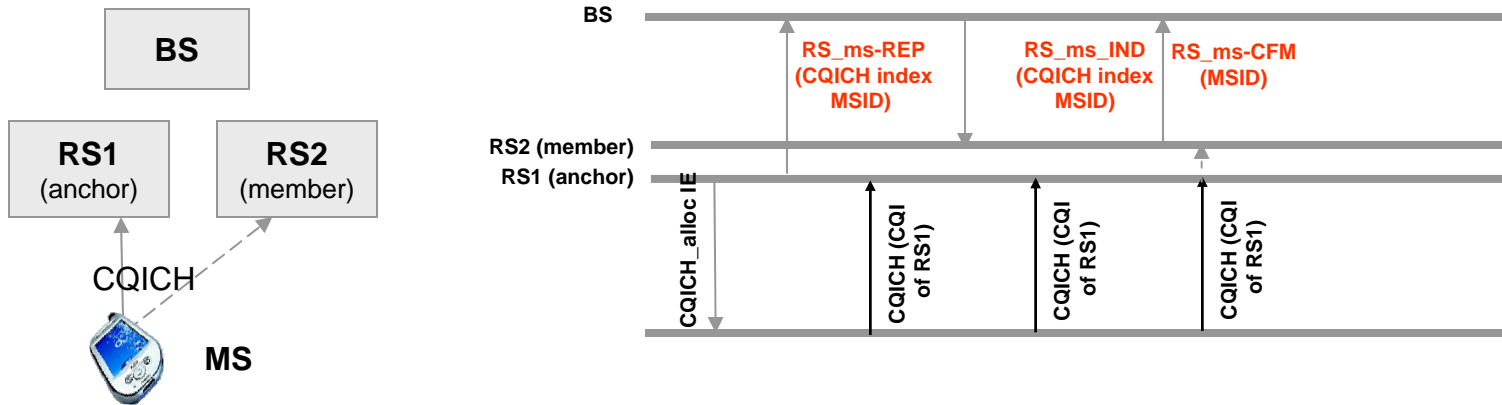 BS
RS1
(anchor)
RS2
(member)
CQICH
MS
BS
RS_ms-REP
(CQICH index
MSID)
RS_ms_IND
(CQICH index
MSID)
RS_ms-CFM
(MSID)
RS2 (member)
RS1 (anchor)
CQICH_alloc IE
CQICH (CQI
of RS1)
CQICH (CQI
of RS1)
CQICH (CQI
of RS1)